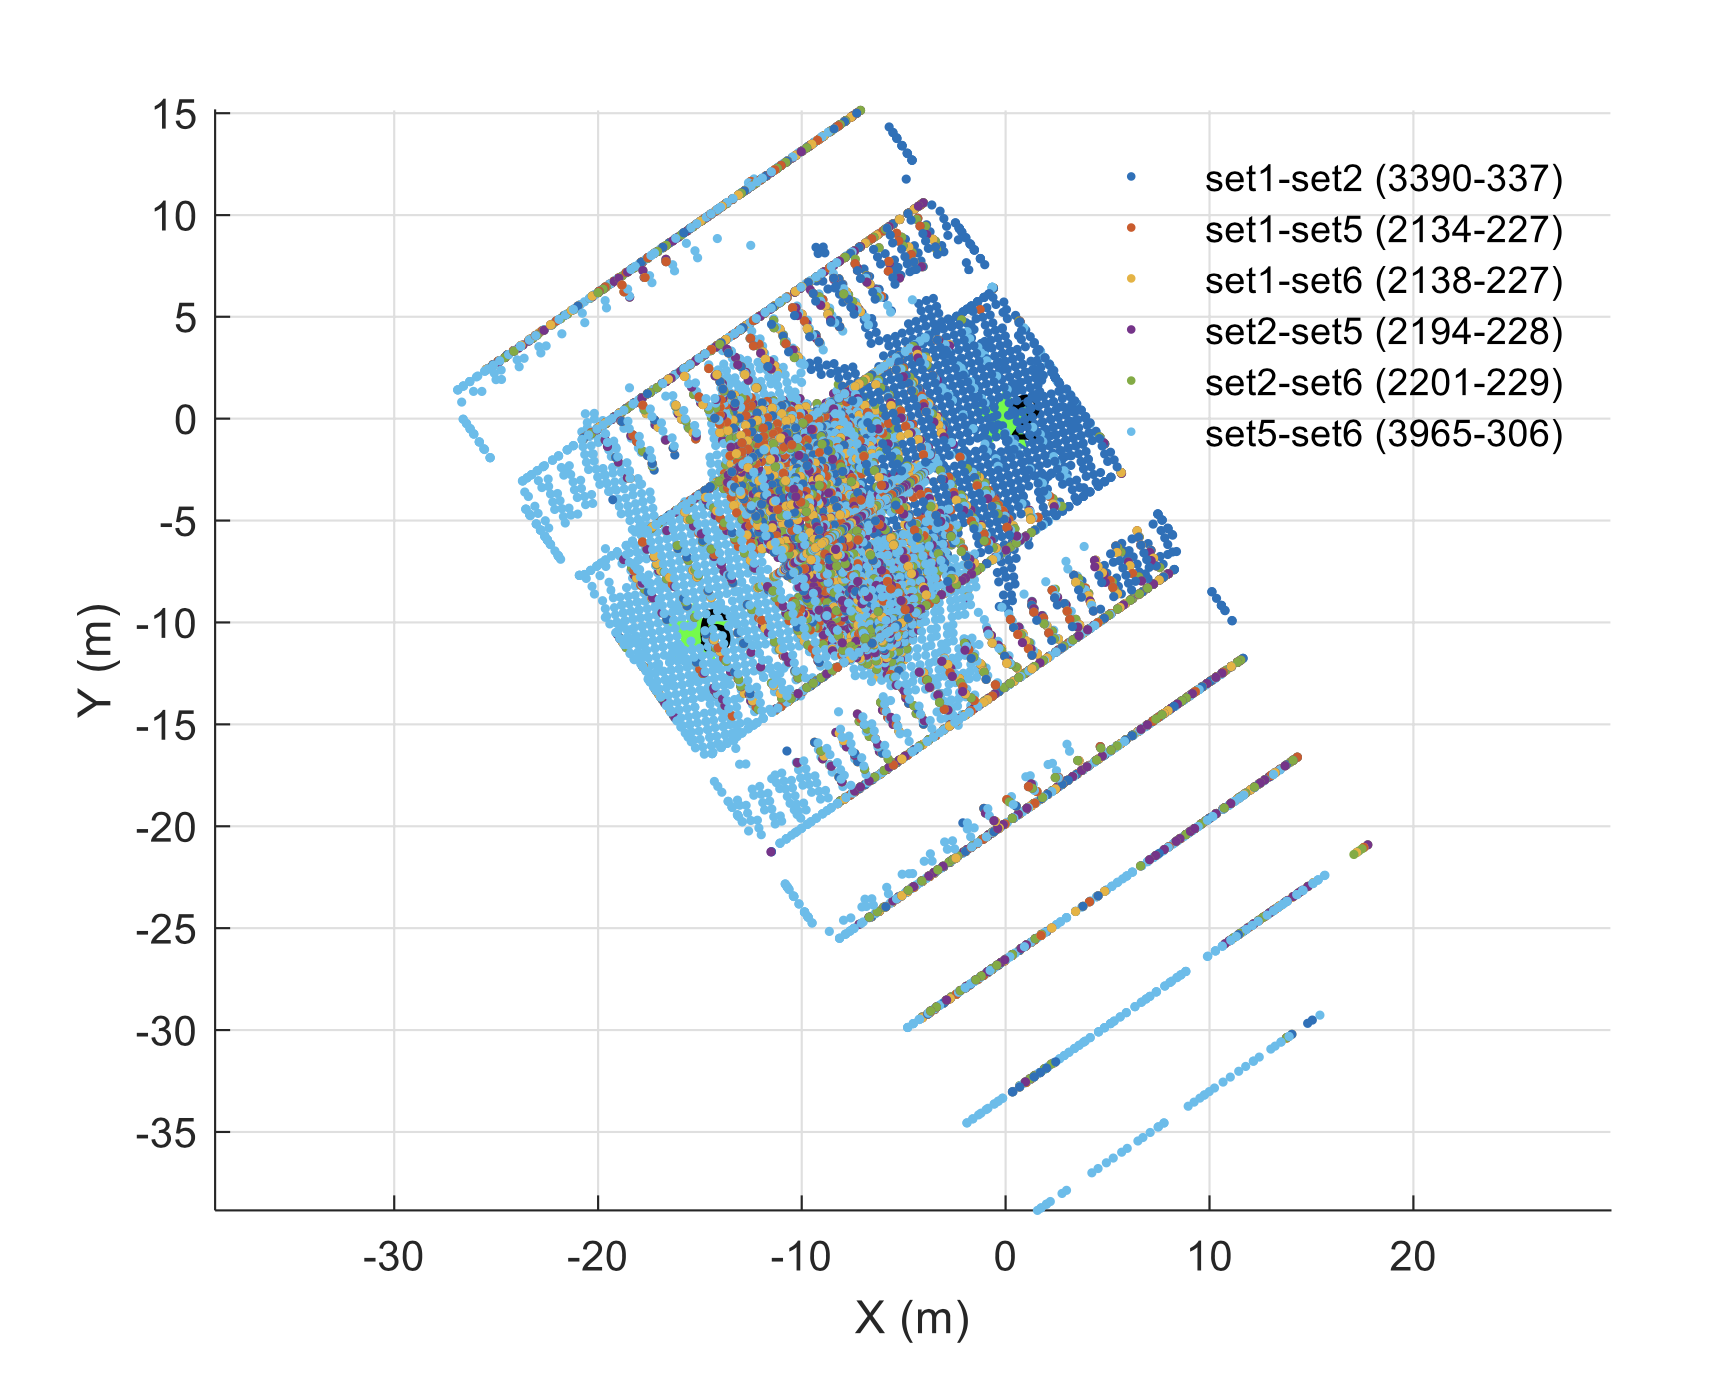 15
10
5
0
-5
-10
-15
-20
-25
-30
-35
Y (m)
set1-set2 (3390-337)
set1-set5 (2134-227)
set1-set6 (2138-227)
set2-set5 (2194-228)
set2-set6 (2201-229)
set5-set6 (3965-306)
-30 -20 -10 0 10 20
X (m)